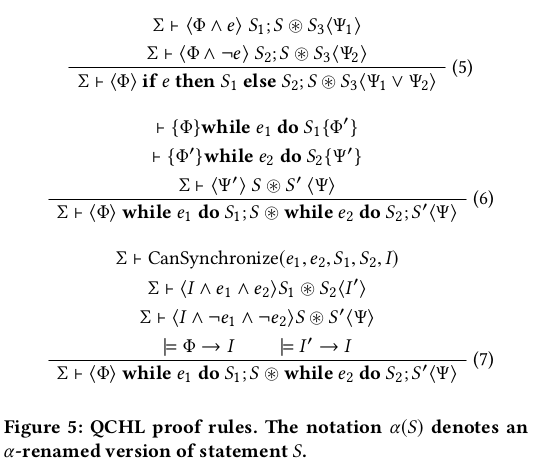 Σ ⊢ ⟨Φ ∧ e⟩ S₁; S ⊛ S₃⟨Ψ₁⟩
Σ ⊢ ⟨Φ ∧ ¬e⟩ S₂; S ⊛ S₃⟨Ψ₂⟩
Σ ⊢ ⟨Φ⟩ if e then S₁ else S₂; S ⊛ S₃⟨Ψ₁ ∨ Ψ₂⟩ (5)
⊢ {Φ}while e₁ do S₁{Φ′}
⊢ {Φ′}while e₂ do S₂{Ψ′}
Σ ⊢ ⟨Ψ′⟩ S ⊛ S′ ⟨Ψ⟩
Σ ⊢ ⟨Φ⟩ while e₁ do S₁; S ⊛ while e₂ do S₂; S′⟨Ψ⟩ (6)
Σ ⊢ CanSynchronize(e₁, e₂, S₁, S₂, I)
Σ ⊢ ⟨I ∧ e₁ ∧ e₂⟩S₁ ⊛ S₂⟨I′⟩
Σ ⊢ ⟨I ∧ ¬e₁ ∧ ¬e₂⟩S ⊛ S′⟨Ψ⟩
⊨ Φ → I ⊨ I′ → I
Σ ⊢ ⟨Φ⟩ while e₁ do S₁; S ⊛ while e₂ do S₂; S′⟨Ψ⟩ (7)
Figure 5: QCHL proof rules. The notation α(S) denotes an
α-renamed version of statement S.